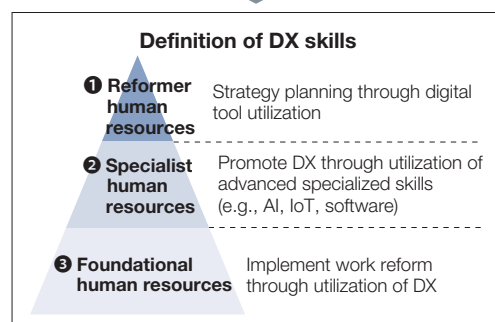 Definition of DX skills
❶ Reformer
human
resources
Strategy planning through digital
tool utilization
❷ Specialist
human
resources
Promote DX through utilization of
advanced specialized skills
(e.g., AI, IoT, software)
❸ Foundational
human resources
Implement work reform
through utilization of DX